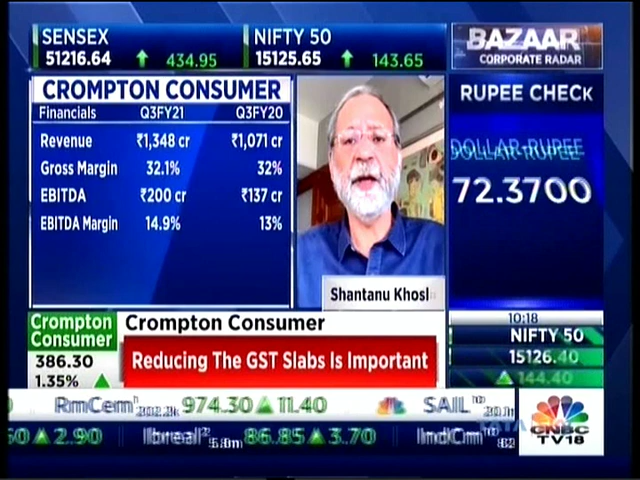 SENSEX
51216.64 ↑ 434.95
NIFTY 50
15125.65 ↑ 143.65
BAZAAR
CORPORATE RADAR
CROMPTON CONSUMER
Financials Q3FY21 Q3FY20
Revenue ₹1,348 cr ₹1,071 cr
Gross Margin 32.1% 32%
EBITDA ₹200 cr ₹137 cr
EBITDA Margin 14.9% 13%
RUPEE CHECK
DOLLAR-RUPEE
72.3700
Shantanu Khosl
10:18
NIFTY 50
15126.40
▲ 144.40
Crompton
Consumer
386.30
1.35% ▲
Crompton Consumer
Reducing The GST Slabs Is Important
RmCem 974.30 ▲ 11.40 SAIL
▲ 2.90 Ibreal 5.8m 86.85 ▲ 3.70 IndCm
CNBC
TV18